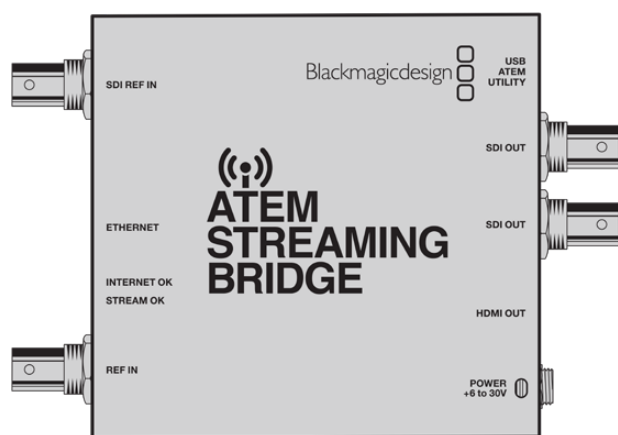 SDI REF IN
Blackmagicdesign
USB
ATEM
UTILITY
SDI OUT
ATEM
STREAMING
BRIDGE
ETHERNET
SDI OUT
INTERNET OK
STREAM OK
HDMI OUT
REF IN
POWER
+6 to 30V